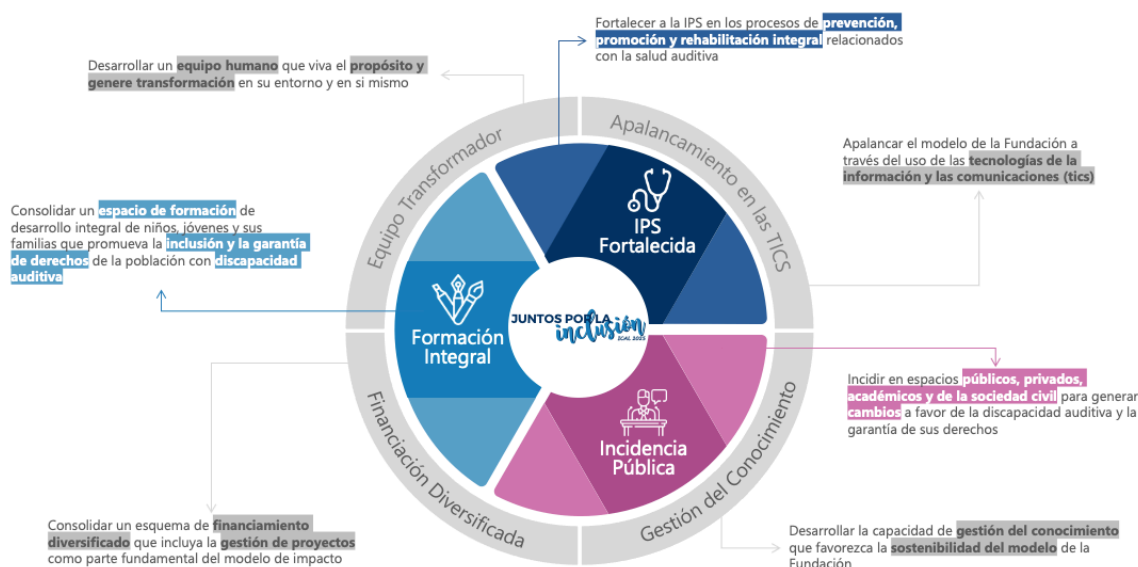 Fortalecer a la IPS en los procesos de prevención,
promoción y rehabilitación integral relacionados
con la salud auditiva
Desarrollar un equipo humano que viva el propósito y
genere transformación en su entorno y en si mismo
Equipo Transformador
Apalancamiento en las TICS
Apalancar el modelo de la Fundación a
través del uso de las tecnologías de la
información y las comunicaciones (tics)
IPS
Fortalecida
Consolidar un espacio de formación de
desarrollo integral de niños, jóvenes y sus
familias que promueva la inclusión y la garantía
de derechos de la población con discapacidad
auditiva
Formación
Integral
JUNTOS POR LA
inclusión
ICAL 2025
Incidir en espacios públicos, privados,
académicos y de la sociedad civil para generar
cambios a favor de la discapacidad auditiva y la
garantía de sus derechos
Incidencia
Pública
Financiación Diversificada
Gestión del Conocimiento
Consolidar un esquema de financiamiento
diversificado que incluya la gestión de proyectos
como parte fundamental del modelo de impacto
Desarrollar la capacidad de gestión del conocimiento
que favorezca la sostenibilidad del modelo de la
Fundación